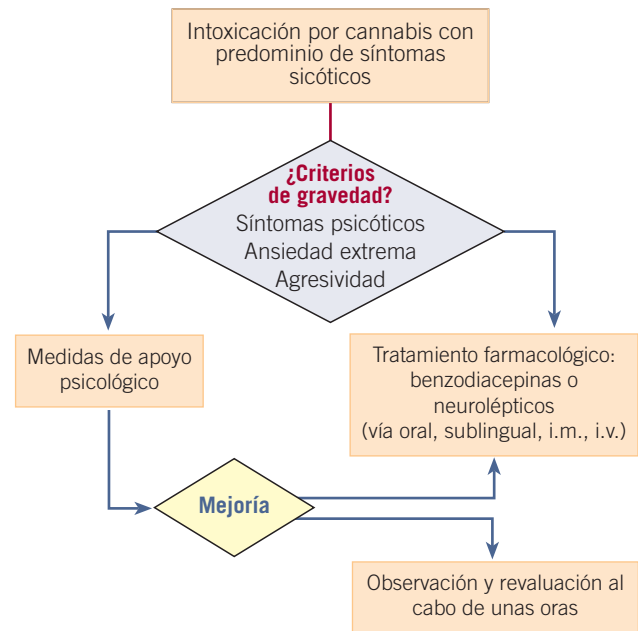 Intoxicación por cannabis con
predominio de síntomas
sicóticos
¿Criterios
de gravedad?
Síntomas psicóticos
Ansiedad extrema
Agresividad
Medidas de apoyo
psicológico
Tratamiento farmacológico:
benzodiacepinas o
neurolépticos
(vía oral, sublingual, i.m., i.v.)
Mejoría
Observación y revaluación al
cabo de unas oras